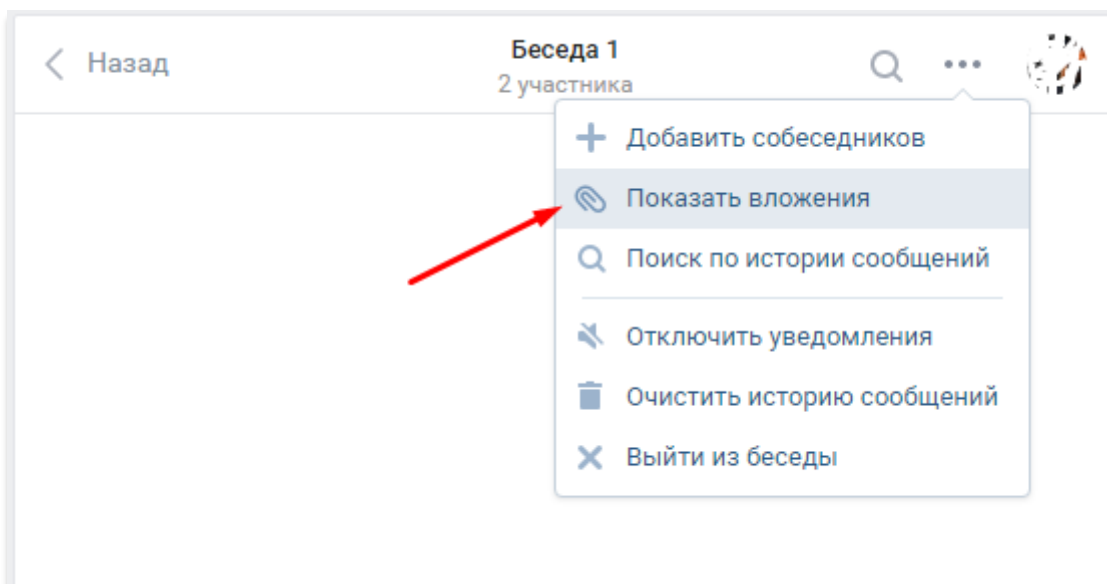 Назад
Беседа 1
2 участника
Добавить собеседников
Показать вложения
Поиск по истории сообщений
Отключить уведомления
Очистить историю сообщений
Выйти из беседы